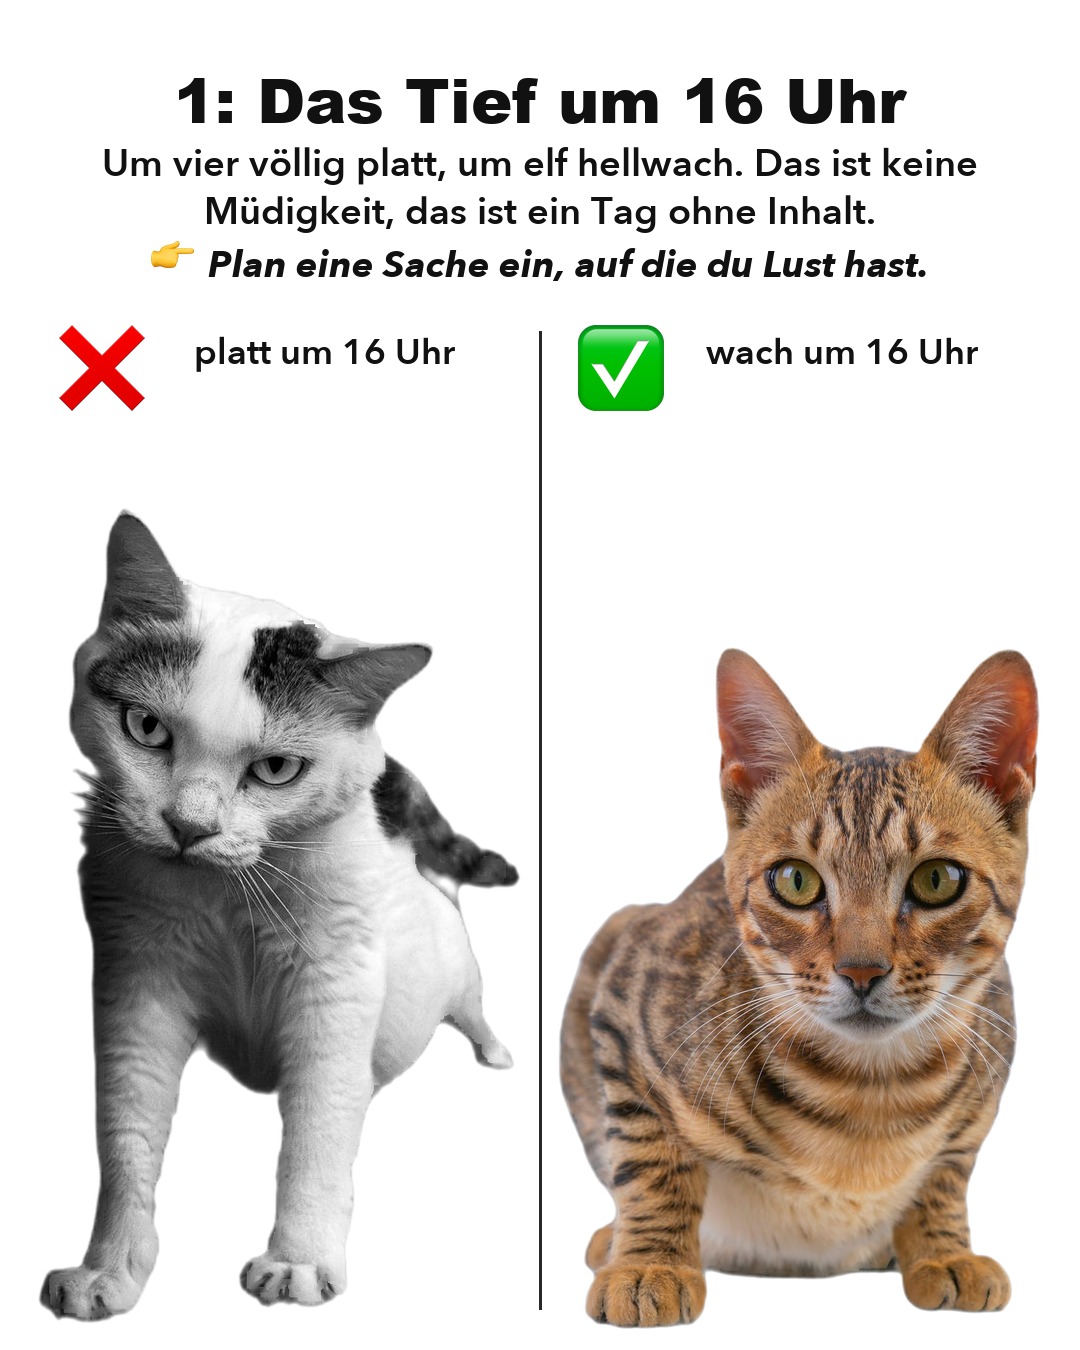 1: Das Tief um 16 Uhr
Um vier völlig platt, um elf hellwach. Das ist keine
Müdigkeit, das ist ein Tag ohne Inhalt.
👉 Plan eine Sache ein, auf die du Lust hast.
❌ platt um 16 Uhr
✅ wach um 16 Uhr